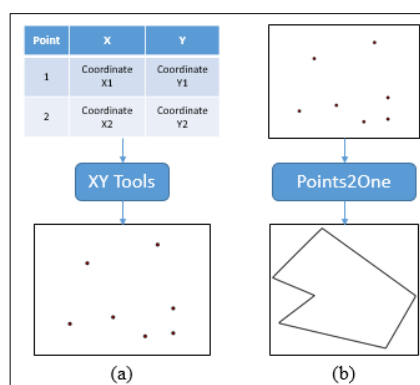 Point X Y
1 Coordinate X1 Coordinate Y1
2 Coordinate X2 Coordinate Y2
XY Tools
(a)
Points2One
(b)